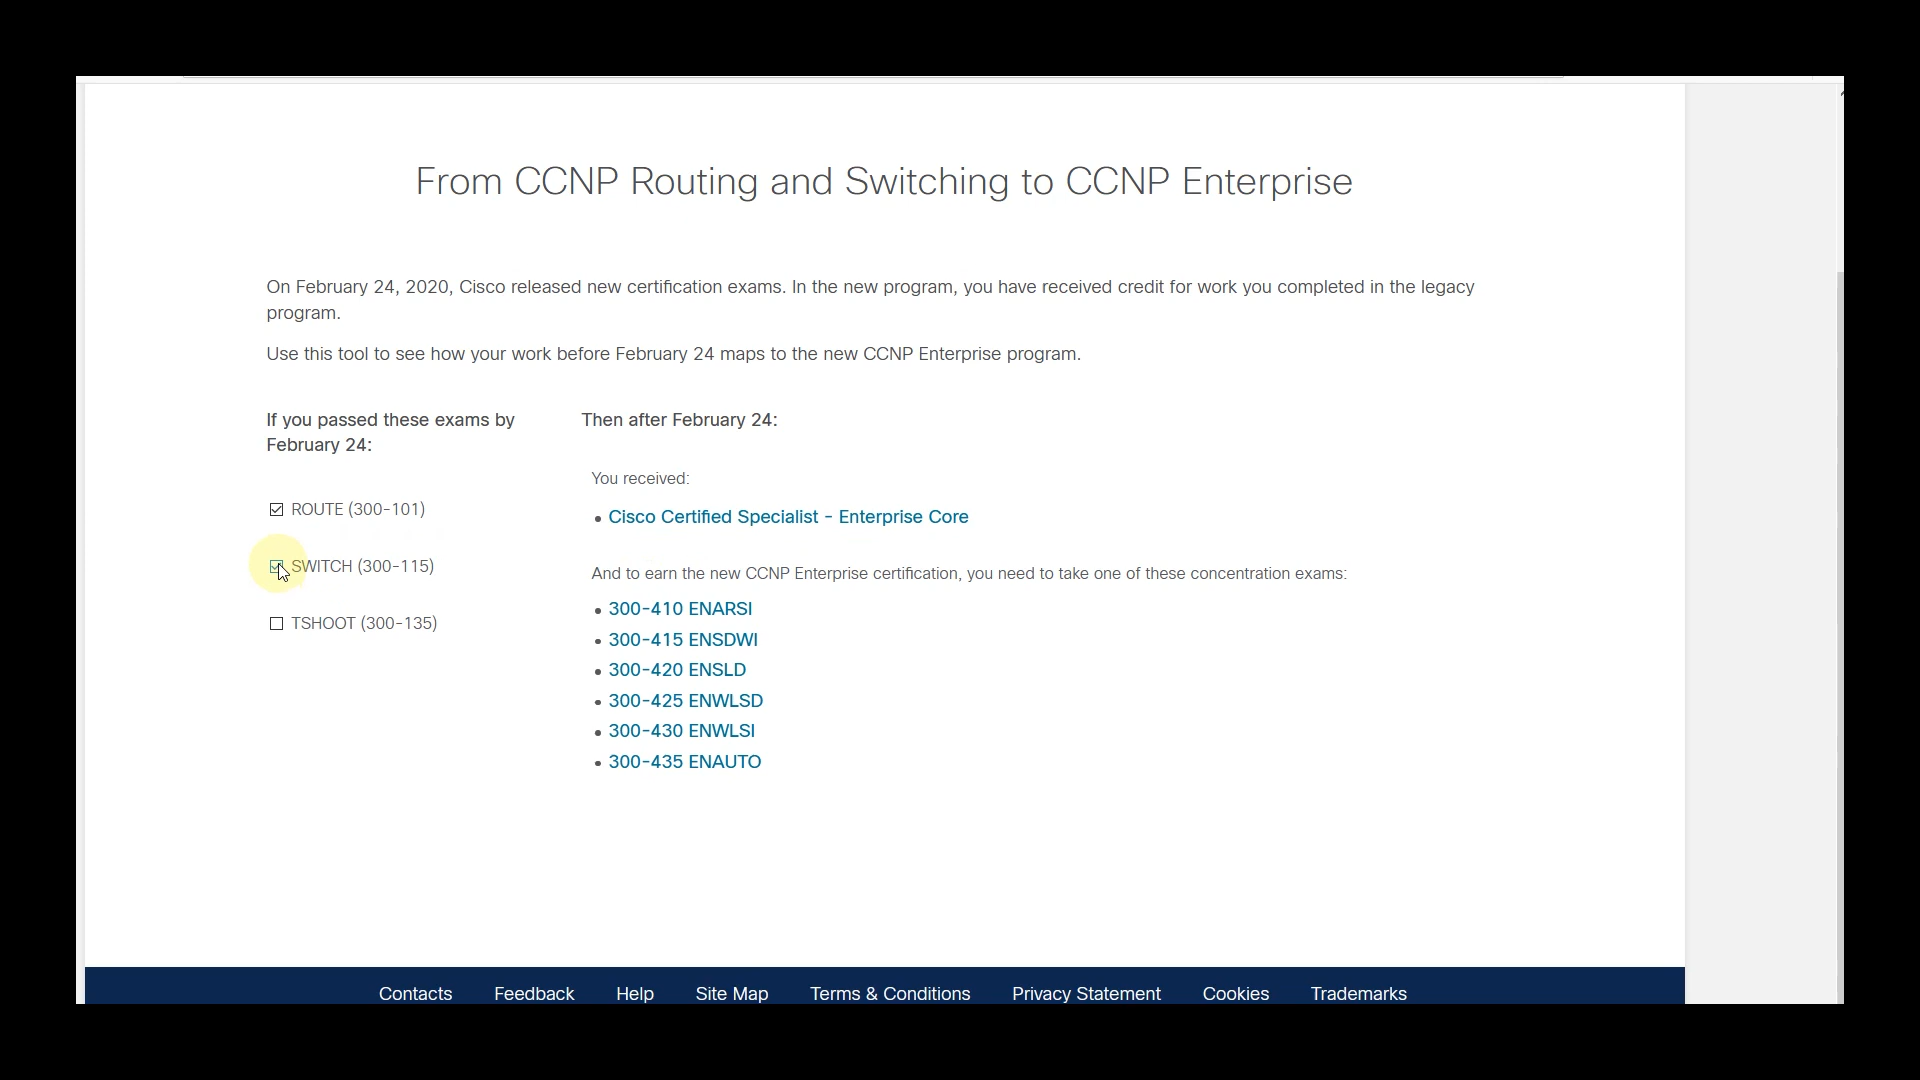 From CCNP Routing and Switching to CCNP Enterprise
On February 24, 2020, Cisco released new certification exams. In the new program, you have received credit for work you completed in the legacy
program.
Use this tool to see how your work before February 24 maps to the new CCNP Enterprise program.
If you passed these exams by
February 24:
ROUTE (300-101)
SWITCH (300-115)
TSHOOT (300-135)
Then after February 24:
You received:
Cisco Certified Specialist - Enterprise Core
And to earn the new CCNP Enterprise certification, you need to take one of these concentration exams:
300-410 ENARSI
300-415 ENSDWI
300-420 ENSLD
300-425 ENWLSD
300-430 ENWLSI
300-435 ENAUTO
Contacts Feedback Help Site Map Terms & Conditions Privacy Statement Cookies Trademarks